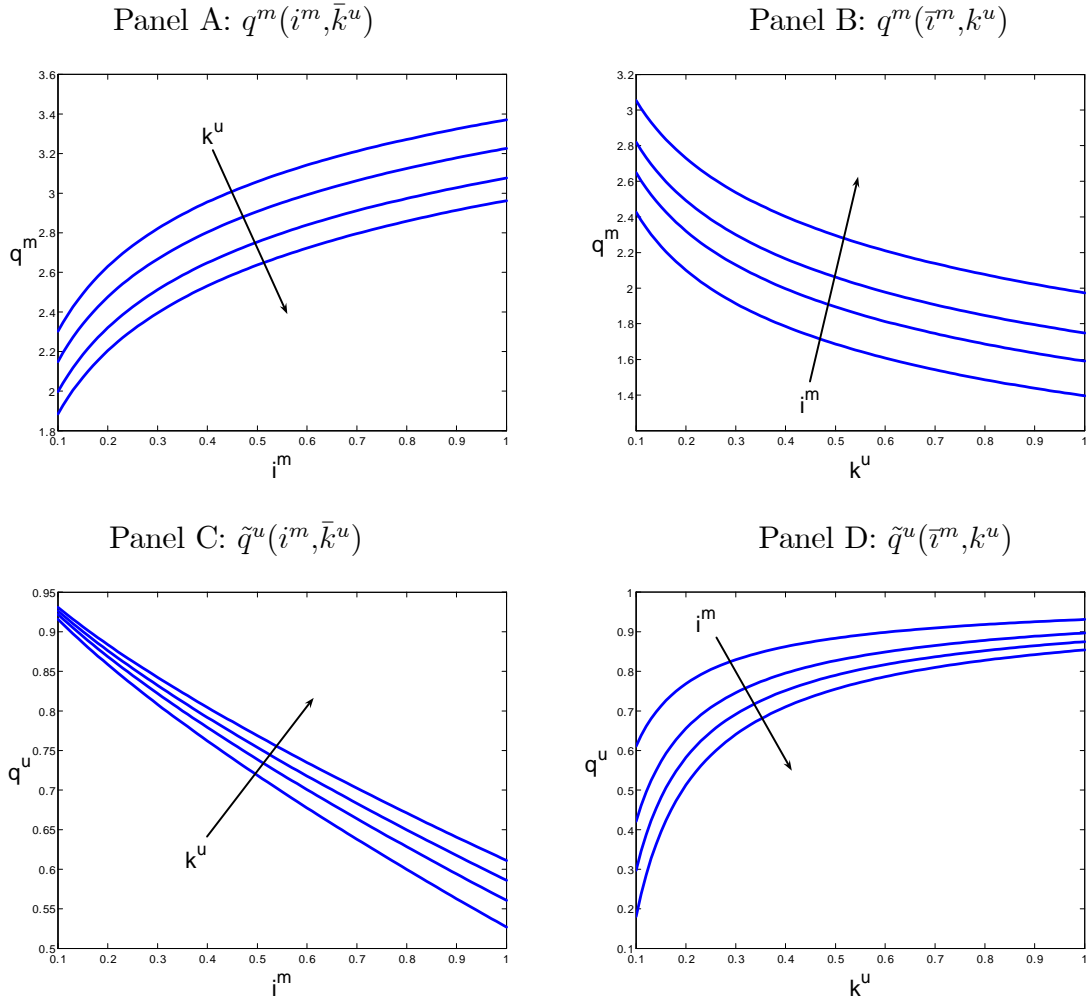 Panel A: q^m(i^m, k̄^u)
3.6
3.4
3.2
3
2.8
2.6
2.4
2.2
2
1.8
q^m
k^u
0.1 0.2 0.3 0.4 0.5 0.6 0.7 0.8 0.9 1
i^m
Panel B: q^m(ī^m, k^u)
3.2
3
2.8
2.6
2.4
2.2
2
1.8
1.6
1.4
q^m
i^m
0.1 0.2 0.3 0.4 0.5 0.6 0.7 0.8 0.9 1
k^u
Panel C: q̃^u(i^m, k̄^u)
0.95
0.9
0.85
0.8
0.75
0.7
0.65
0.6
0.55
0.5
q^u
k^u
0.1 0.2 0.3 0.4 0.5 0.6 0.7 0.8 0.9 1
i^m
Panel D: q̃^u(ī^m, k^u)
1
0.9
0.8
0.7
0.6
0.5
0.4
0.3
0.2
0.1
q^u
i^m
0.1 0.2 0.3 0.4 0.5 0.6 0.7 0.8 0.9 1
k^u